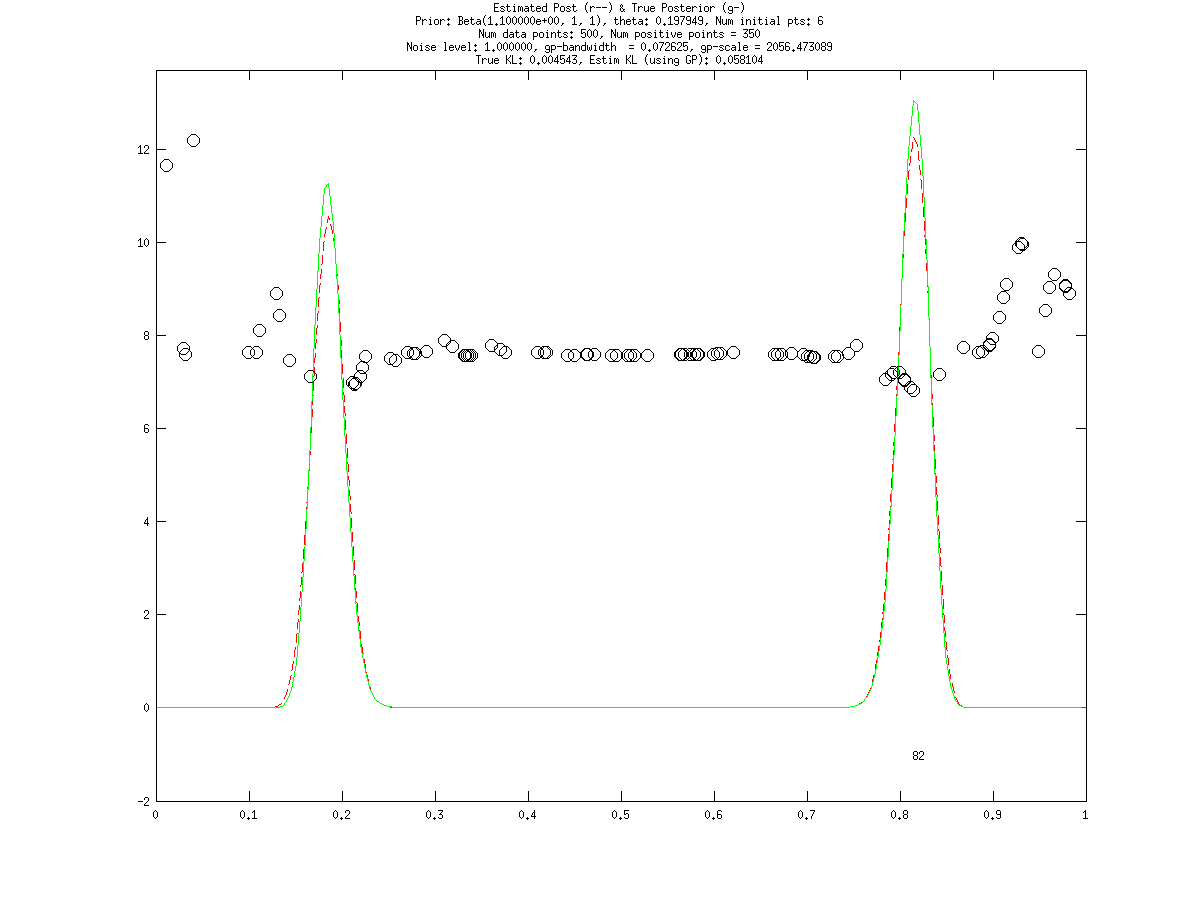 Estimated Post (r--) & True Posterior (g-)
Prior: Beta(1.100000e+00, 1, 1), theta: 0.197949, Num initial pts: 6
Num data points: 500, Num positive points = 350
Noise level: 1.000000, gp-bandwidth  = 0.072625, gp-scale = 2056.473089
True KL: 0.004543, Estim KL (using GP): 0.058104
12
10
8
6
4
2
0
82
-2
0 0.1 0.2 0.3 0.4 0.5 0.6 0.7 0.8 0.9 1